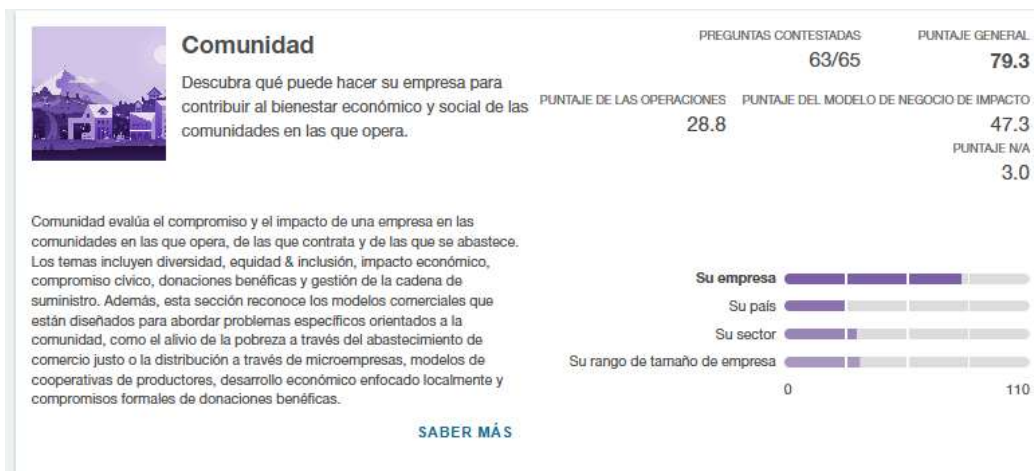 Comunidad
Descubra qué puede hacer su empresa para
contribuir al bienestar económico y social de las
comunidades en las que opera.
PREGUNTAS CONTESTADAS
63/65
PUNTAJE GENERAL
79.3
PUNTAJE DE LAS OPERACIONES
28.8
PUNTAJE DEL MODELO DE NEGOCIO DE IMPACTO
47.3
PUNTAJE N/A
3.0
Comunidad evalúa el compromiso y el impacto de una empresa en las
comunidades en las que opera, de las que contrata y de las que se abastece.
Los temas incluyen diversidad, equidad & inclusión, impacto económico,
compromiso cívico, donaciones benéficas y gestión de la cadena de
suministro. Además, esta sección reconoce los modelos comerciales que
están diseñados para abordar problemas específicos orientados a la
comunidad, como el alivio de la pobreza a través del abastecimiento de
comercio justo o la distribución a través de microempresas, modelos de
cooperativas de productores, desarrollo económico enfocado localmente y
compromisos formales de donaciones benéficas.
SABER MÁS
Su empresa
Su país
Su sector
Su rango de tamaño de empresa
0 110